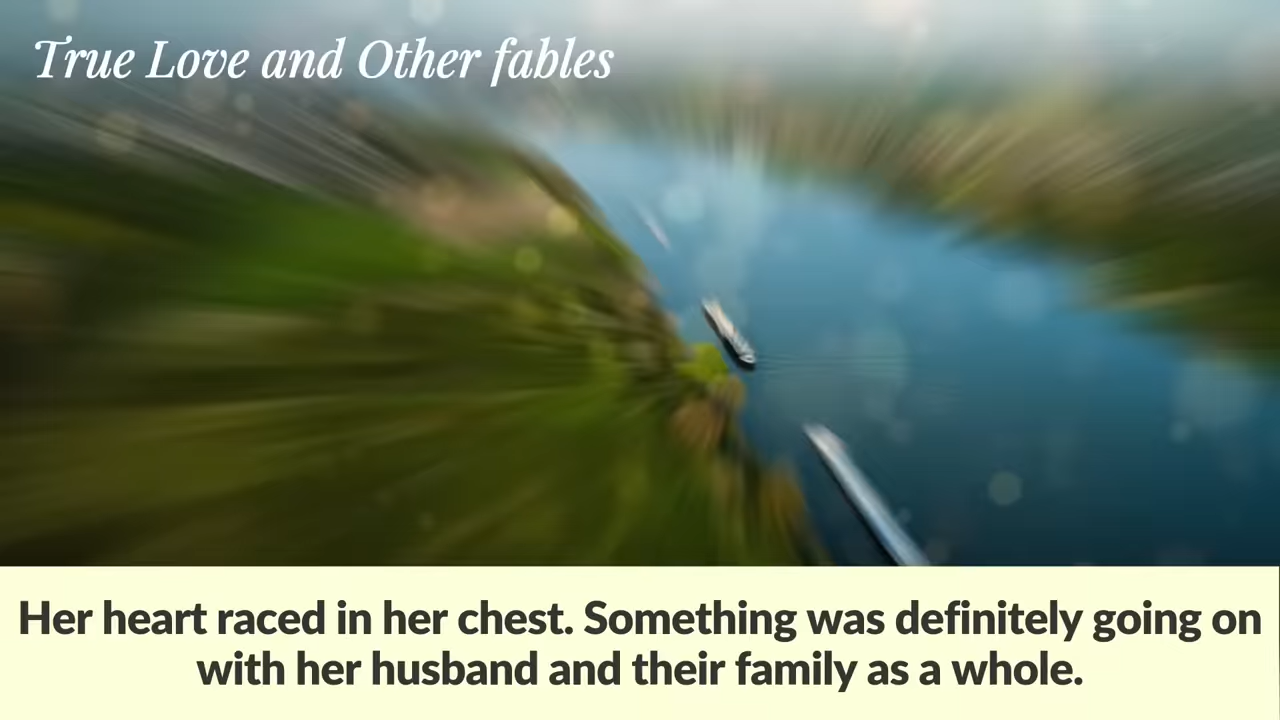 True Love and Other fables
Her heart raced in her chest. Something was definitely going on
with her husband and their family as a whole.